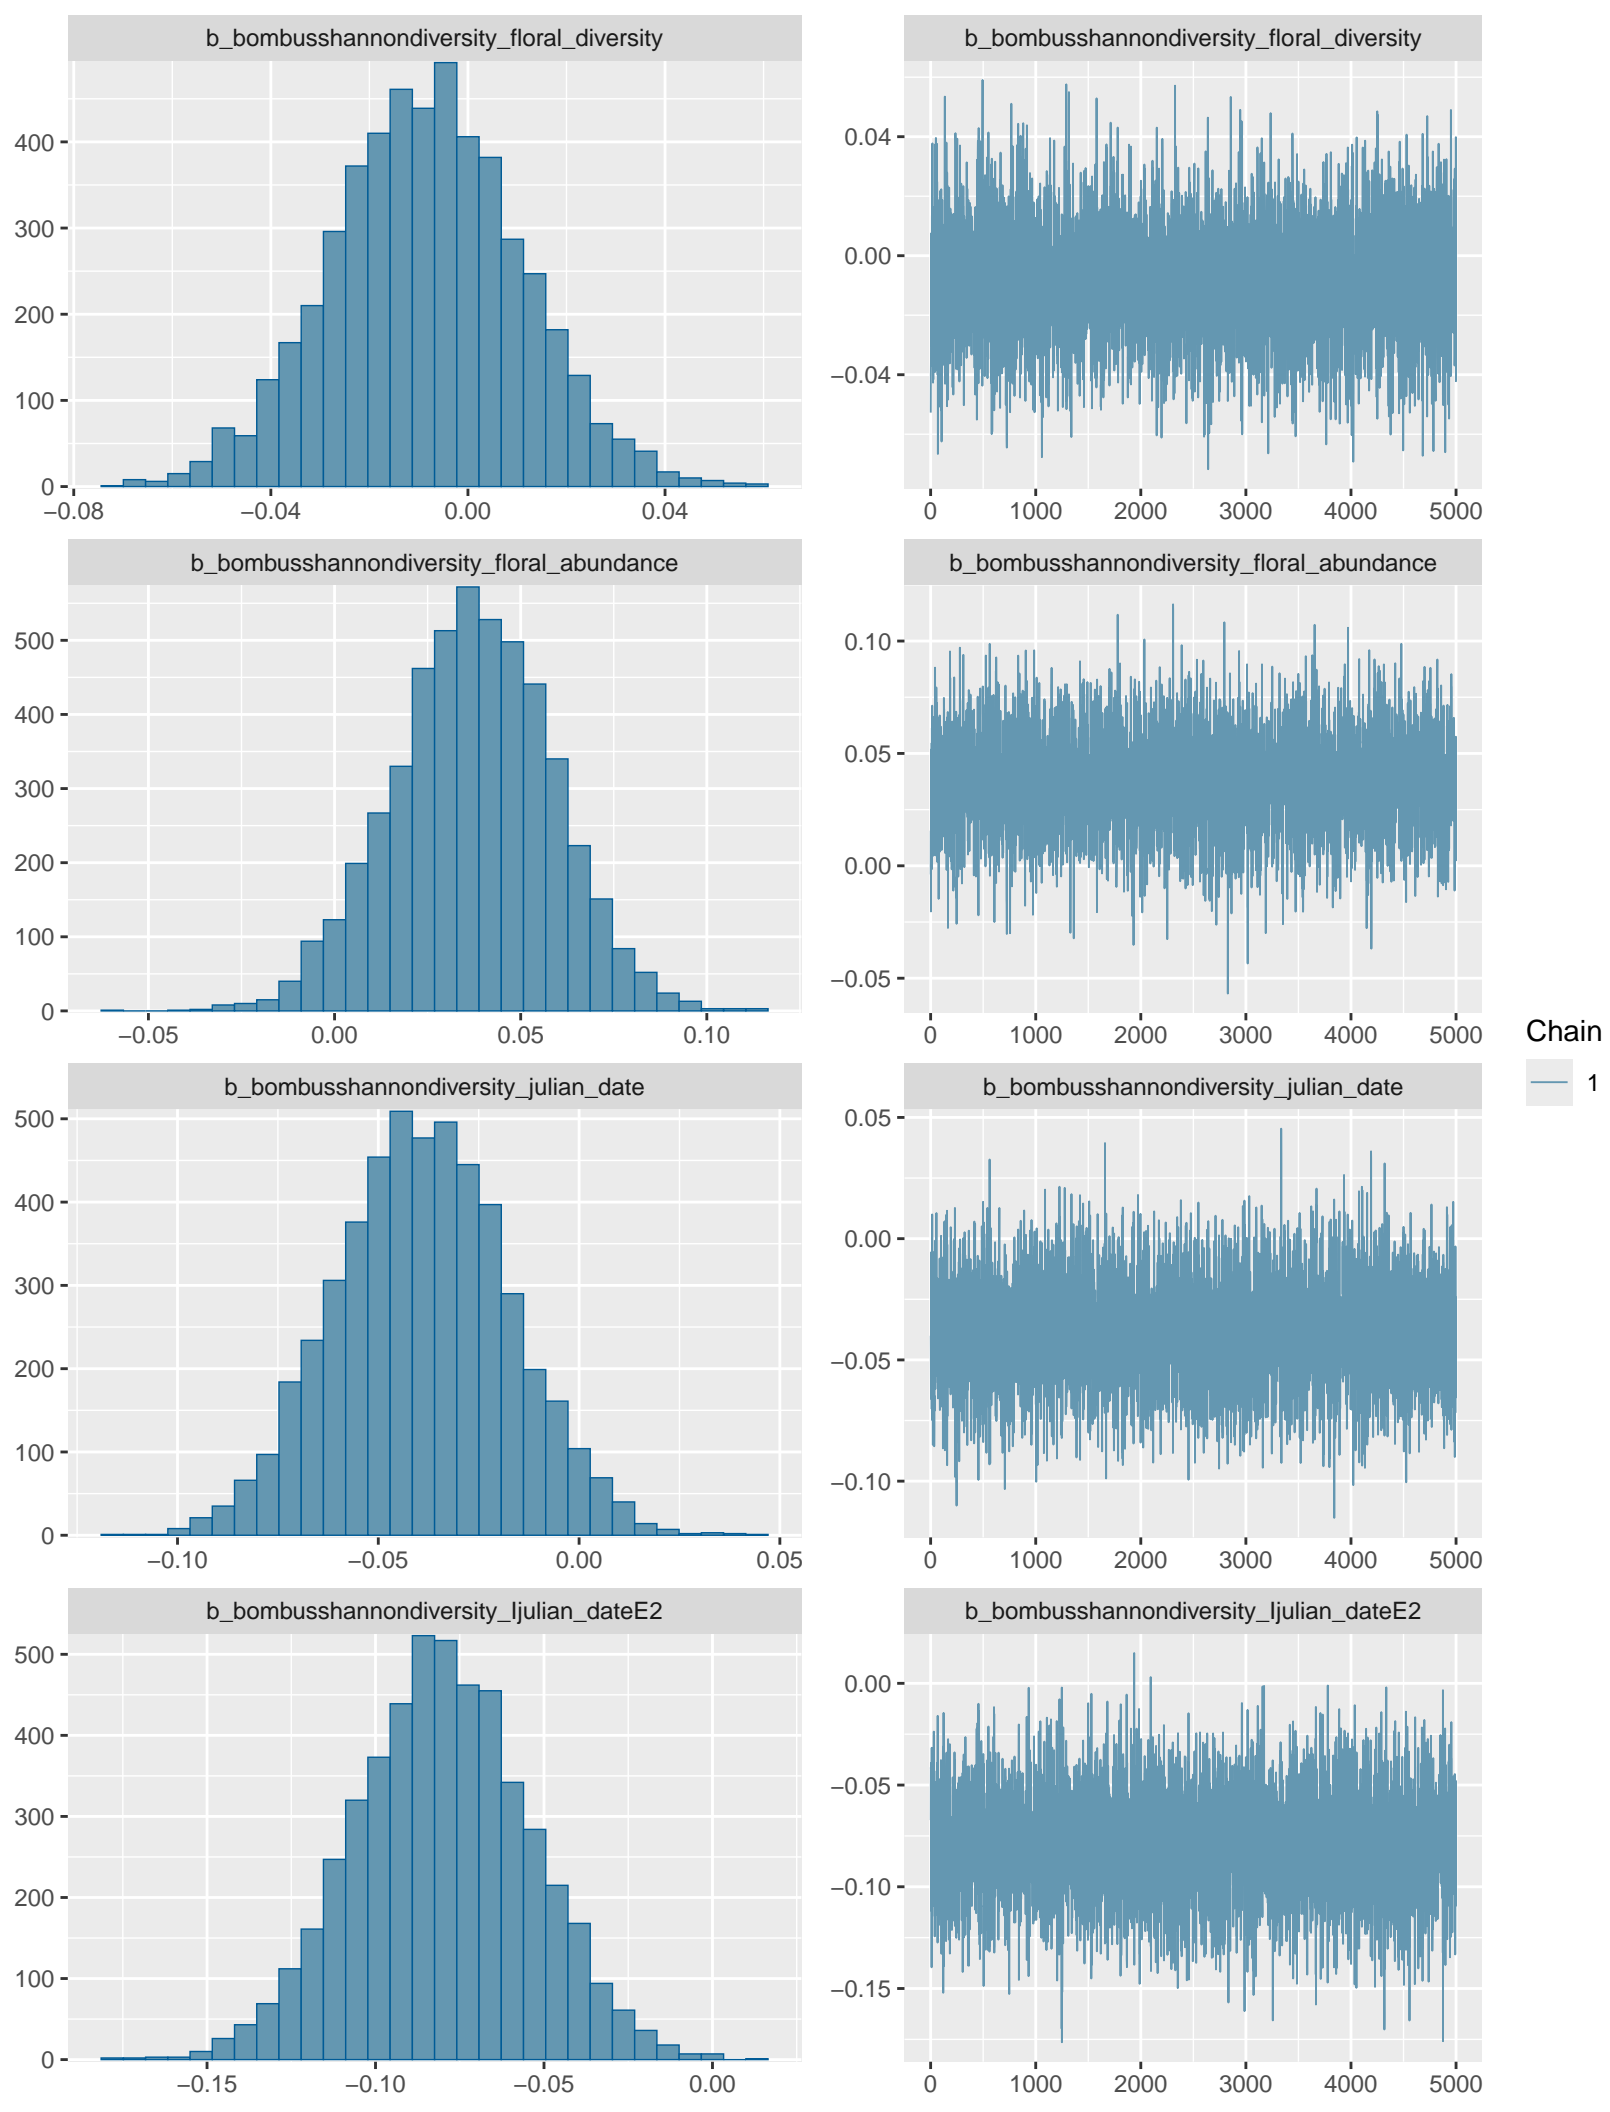 b_bombusshannondiversity_floral_diversity
b_bombusshannondiversity_floral_diversity
400
300
200
100
0
−0.08 −0.04 0.00 0.04
0.04
0.00
−0.04
0 1000 2000 3000 4000 5000
b_bombusshannondiversity_floral_abundance
b_bombusshannondiversity_floral_abundance
500
400
300
200
100
0
−0.05 0.00 0.05 0.10
0.10
0.05
0.00
−0.05
0 1000 2000 3000 4000 5000
Chain
1
b_bombusshannondiversity_julian_date
b_bombusshannondiversity_julian_date
500
400
300
200
100
0
−0.10 −0.05 0.00 0.05
0.05
0.00
−0.05
−0.10
0 1000 2000 3000 4000 5000
b_bombusshannondiversity_Ijulian_dateE2
b_bombusshannondiversity_Ijulian_dateE2
500
400
300
200
100
0
−0.15 −0.10 −0.05 0.00
0.00
−0.05
−0.10
−0.15
0 1000 2000 3000 4000 5000